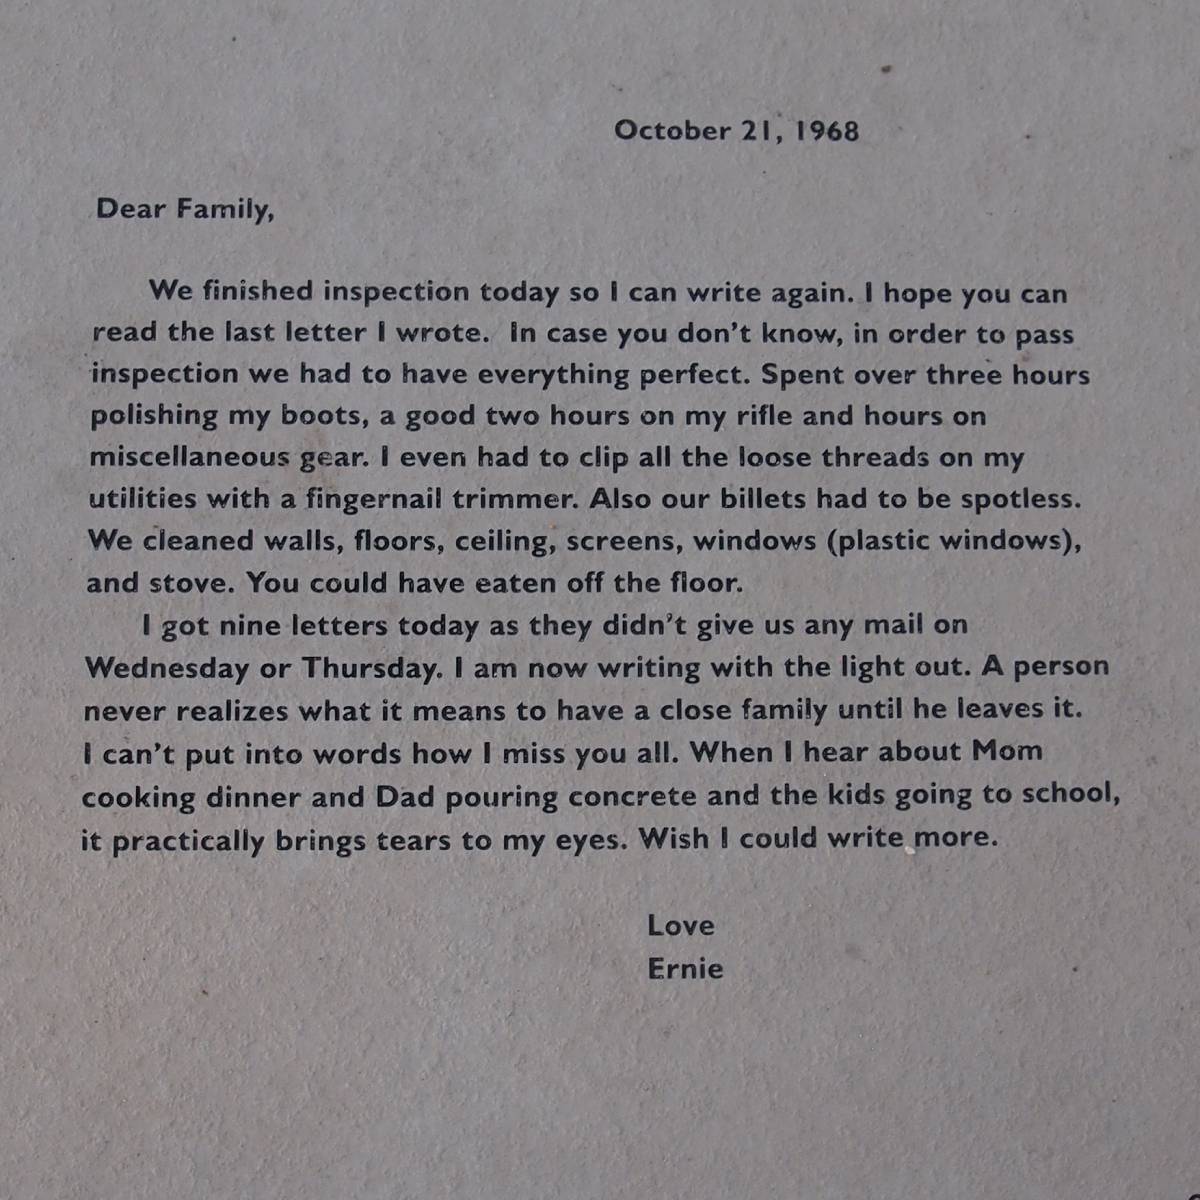 October 21, 1968
Dear Family,
We finished inspection today so I can write again. I hope you can
read the last letter I wrote.  In case you don't know, in order to pass
inspection we had to have everything perfect. Spent over three hours
polishing my boots, a good two hours on my rifle and hours on
miscellaneous gear. I even had to clip all the loose threads on my
utilities with a fingernail trimmer. Also our billets had to be spotless.
We cleaned walls, floors, ceiling, screens, windows (plastic windows),
and stove. You could have eaten off the floor.
I got nine letters today as they didn't give us any mail on
Wednesday or Thursday. I am now writing with the light out. A person
never realizes what it means to have a close family until he leaves it.
I can't put into words how I miss you all. When I hear about Mom
cooking dinner and Dad pouring concrete and the kids going to school,
it practically brings tears to my eyes. Wish I could write more.
Love
Ernie